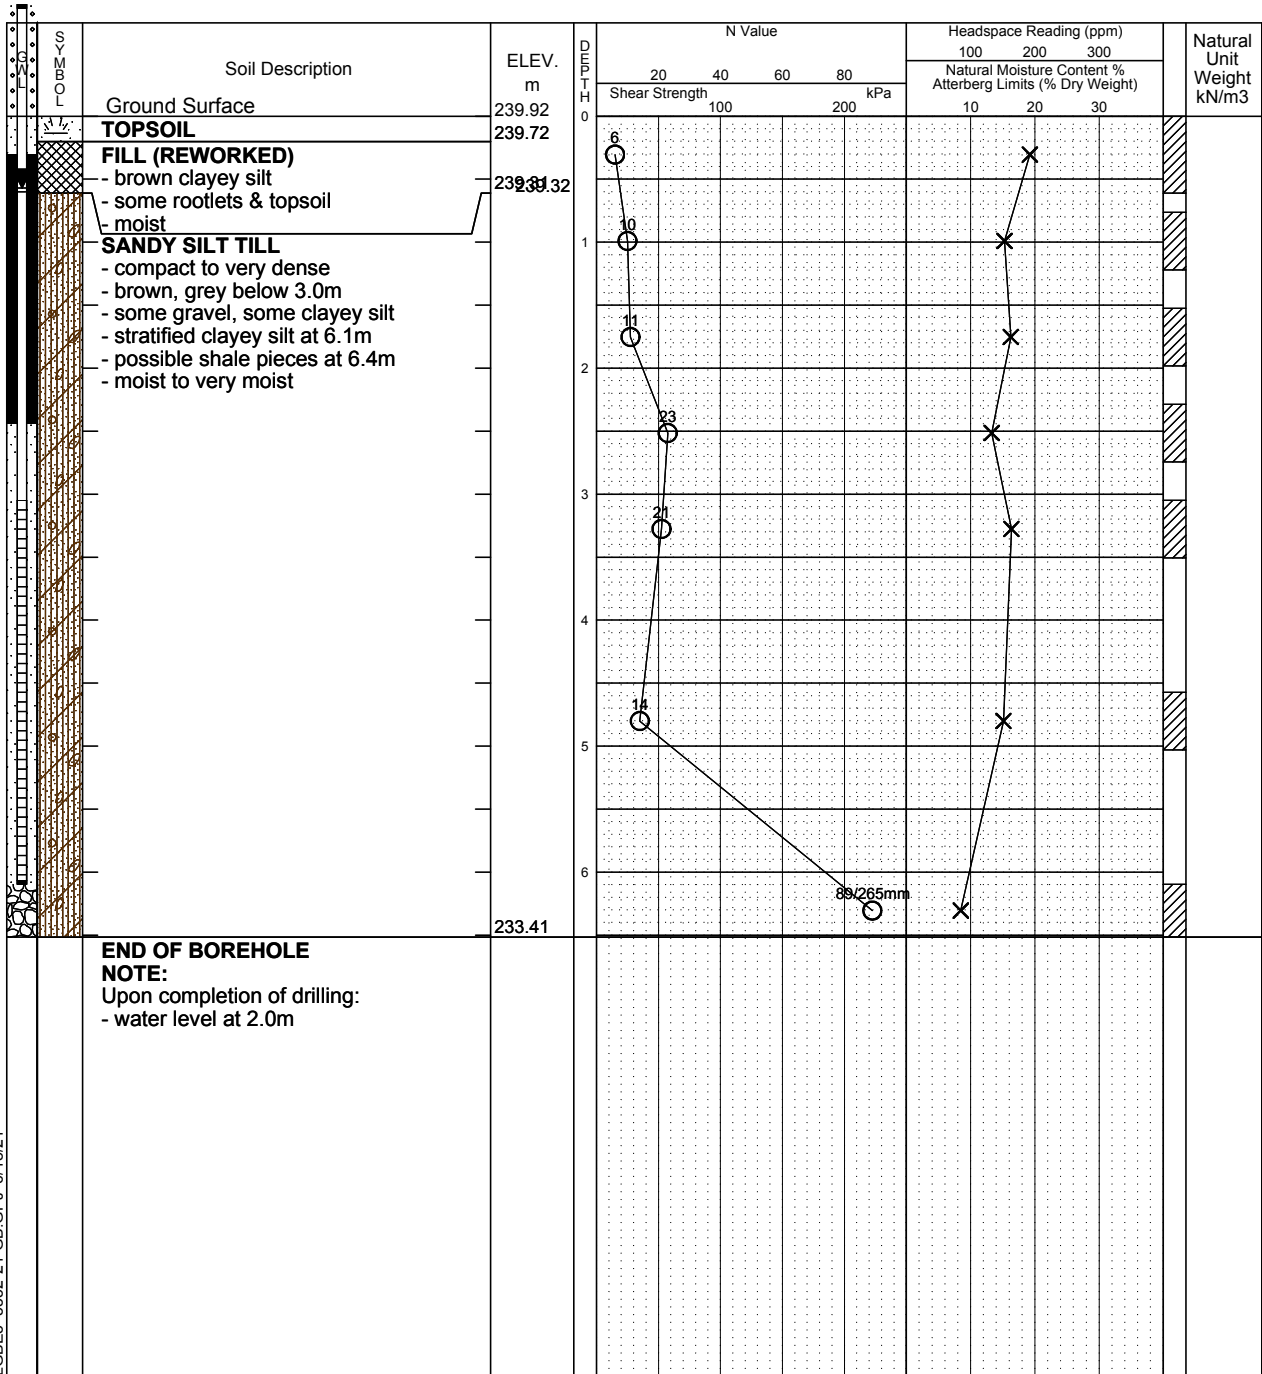 GWL
SYMBOL
Soil Description
ELEV.
m
DEPTH
N Value
20 40 60 80
Shear Strength kPa
100 200
Headspace Reading (ppm)
100 200 300
Natural Moisture Content %
Atterberg Limits (% Dry Weight)
10 20 30
Natural
Unit
Weight
kN/m3
Ground Surface
239.92
0
TOPSOIL
239.72
FILL (REWORKED)
- brown clayey silt
239.32
- some rootlets & topsoil
- moist
SANDY SILT TILL
- compact to very dense
- brown, grey below 3.0m
- some gravel, some clayey silt
- stratified clayey silt at 6.1m
- possible shale pieces at 6.4m
- moist to very moist
6
10
1
11
2
23
3
21
4
14
5
6
89/265mm
233.41
END OF BOREHOLE
NOTE:
Upon completion of drilling:
- water level at 2.0m